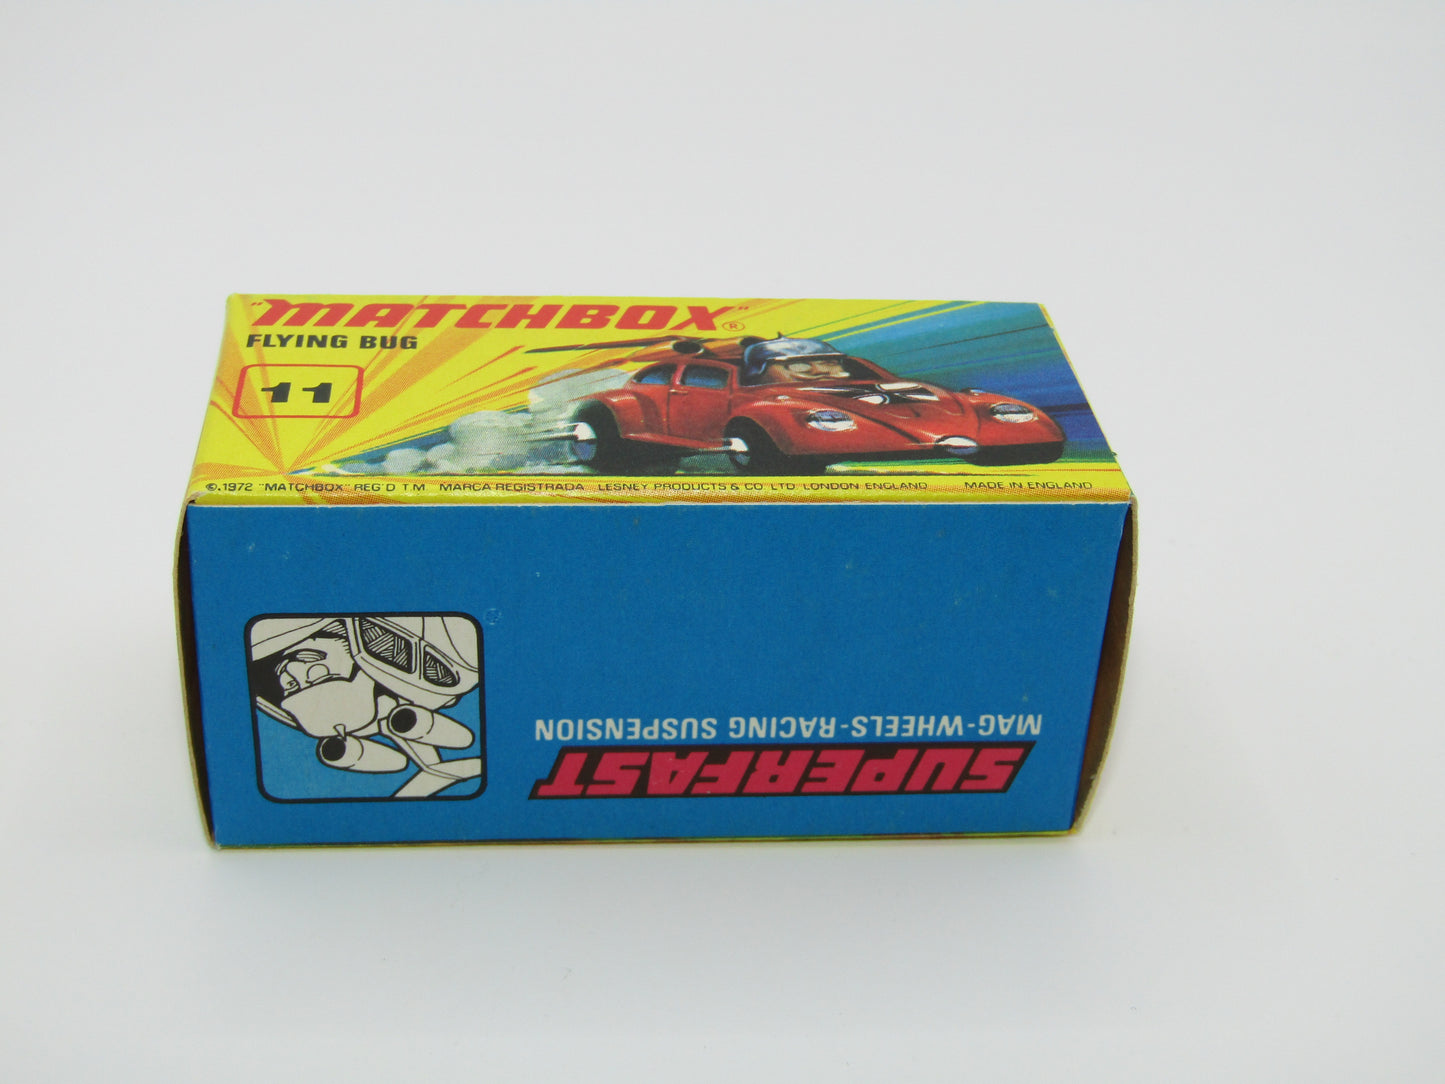 "MATCHBOX"®
FLYING BUG
11
©.1972 "MATCHBOX" REG'D T M MARCA REGISTRADA LESNEY PRODUCTS & CO LTD LONDON ENGLAND MADE IN ENGLAND
SUPERFAST
MAG-WHEELS-RACING SUSPENSION